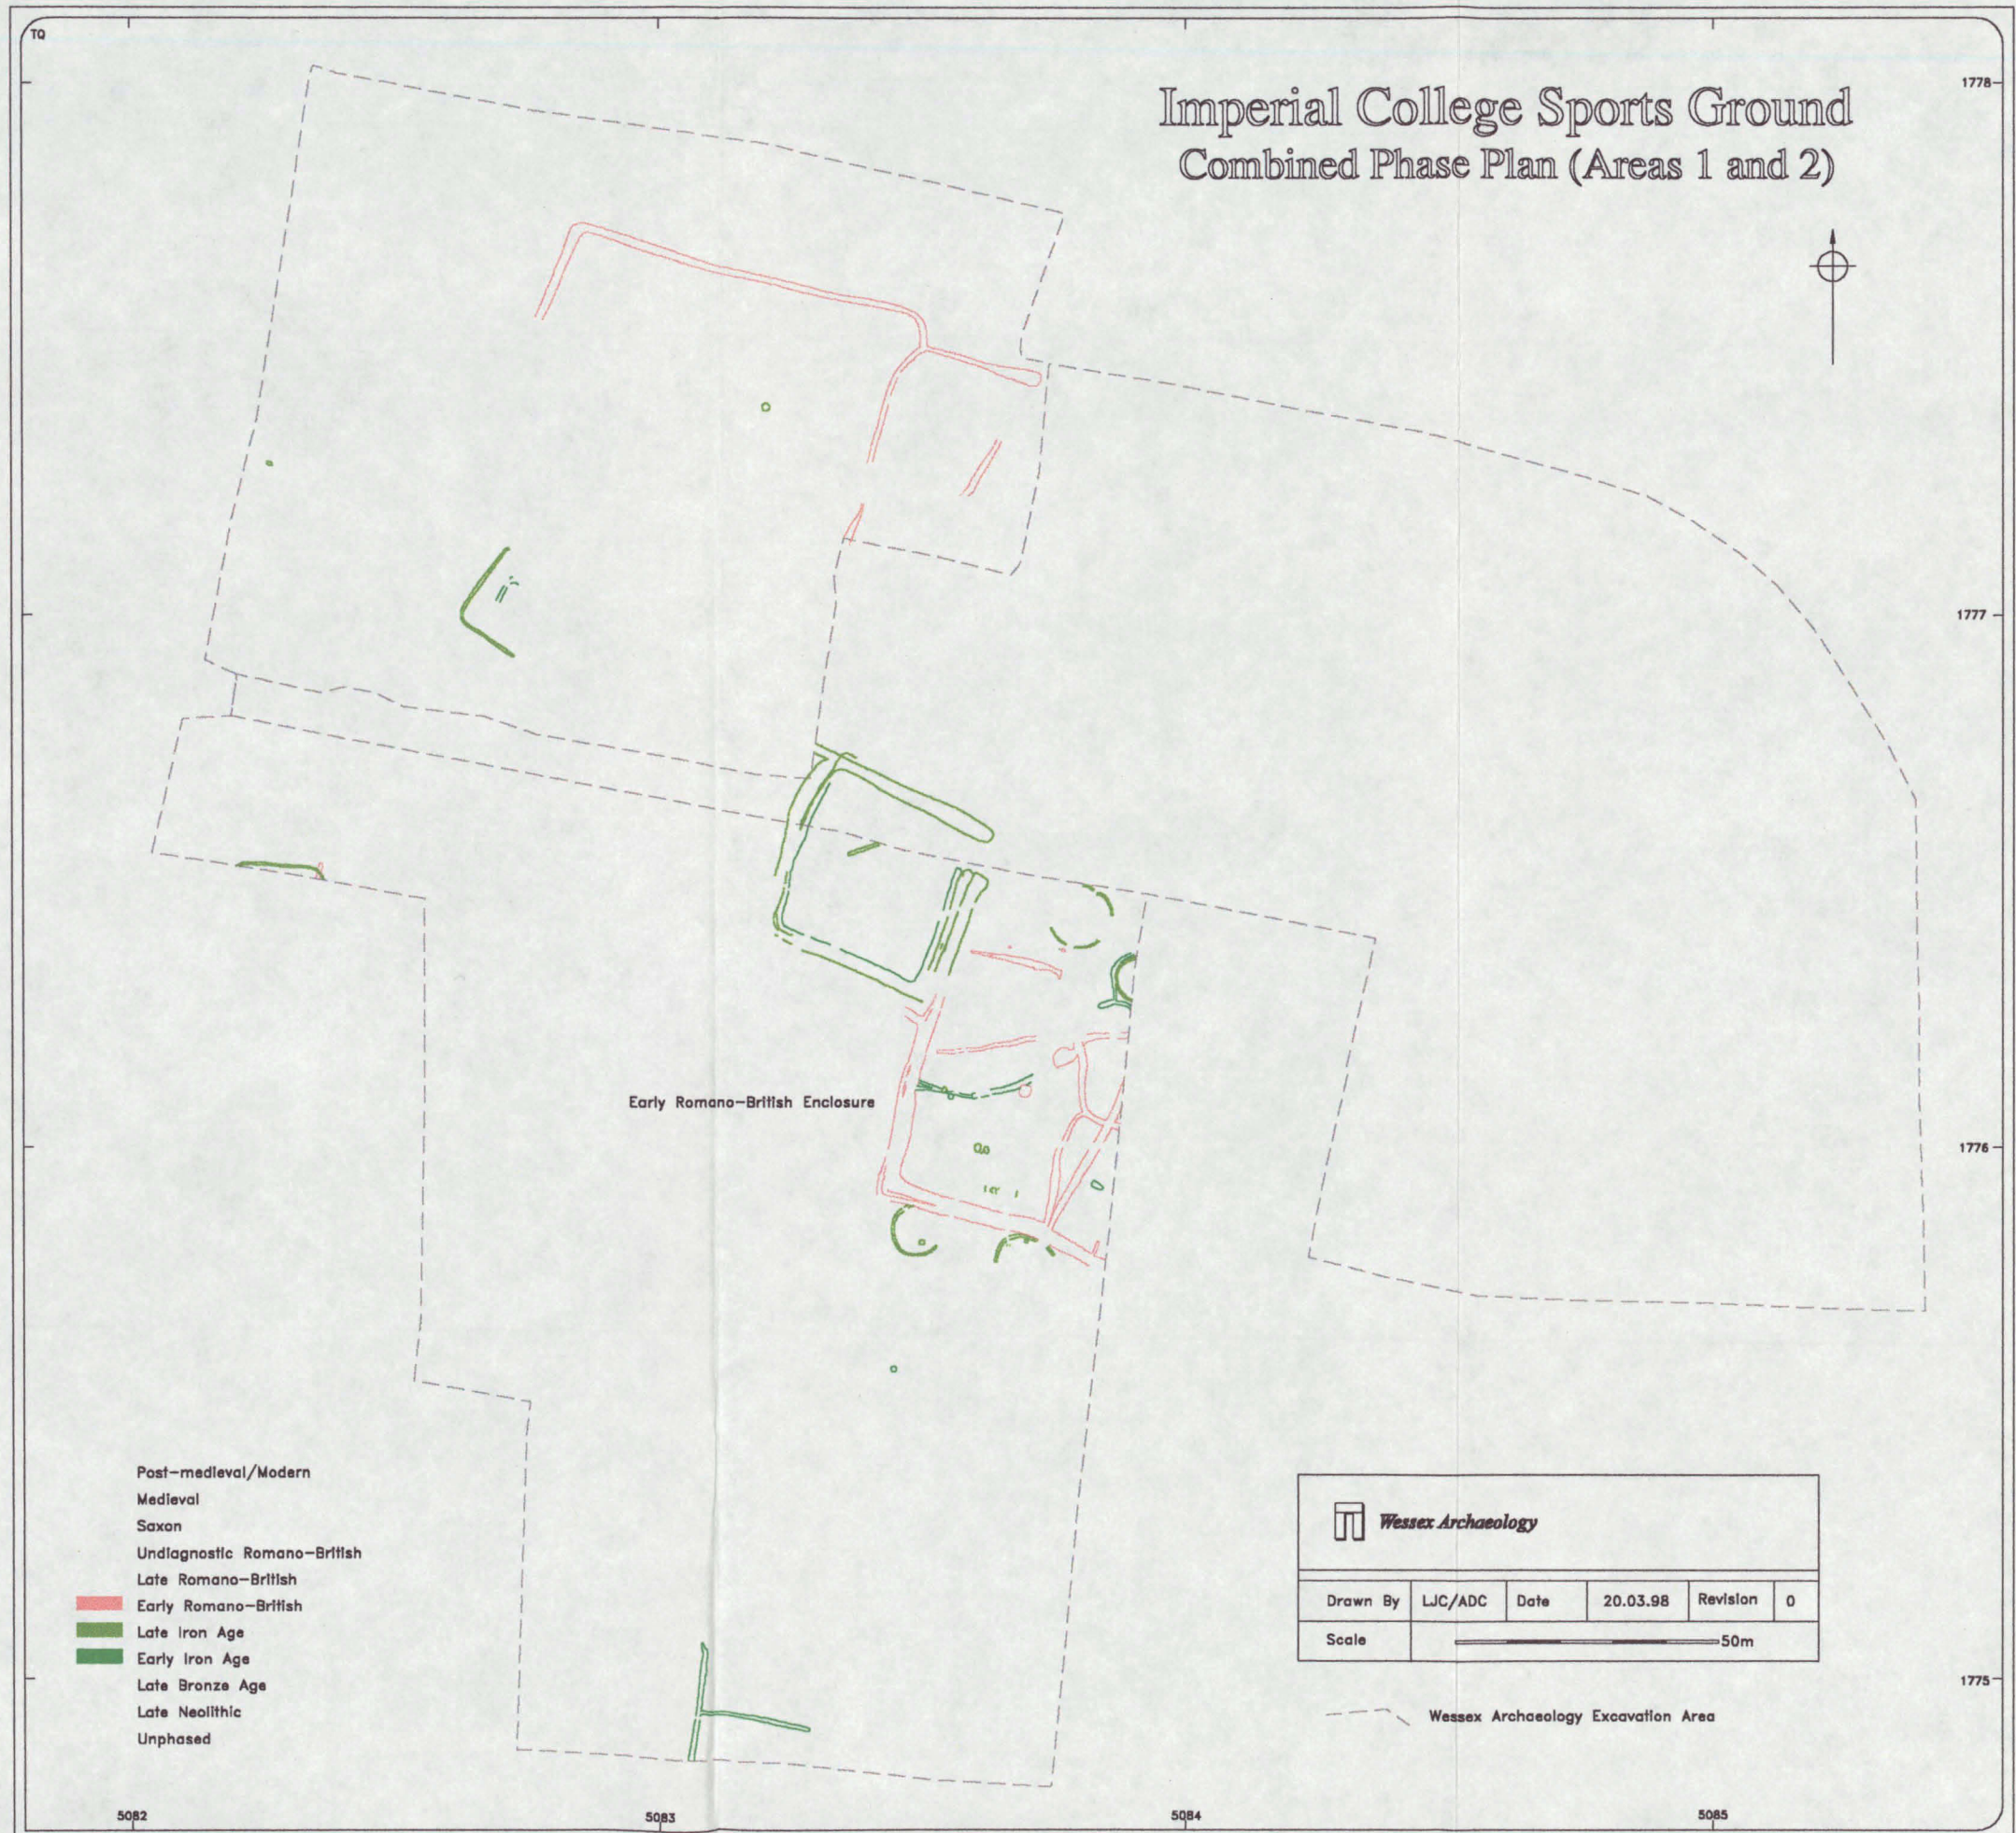 TQ
Imperial College Sports Ground
Combined Phase Plan (Areas 1 and 2)
1778
1777
Early Romano-British Enclosure
1776
Post-medieval/Modern
Medieval
Saxon
Undiagnostic Romano-British
Late Romano-British
Early Romano-British
Late Iron Age
Early Iron Age
Late Bronze Age
Late Neolithic
Unphased
Wessex Archaeology
Drawn By LJC/ADC Date 20.03.98 Revision 0
Scale 50m
1775
Wessex Archaeology Excavation Area
5082 5083 5084 5085